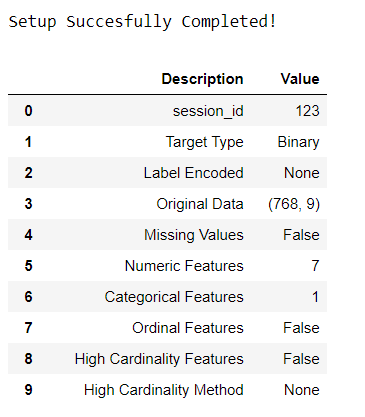 Setup Succesfully Completed!
Description Value
0 session_id 123
1 Target Type Binary
2 Label Encoded None
3 Original Data (768, 9)
4 Missing Values False
5 Numeric Features 7
6 Categorical Features 1
7 Ordinal Features False
8 High Cardinality Features False
9 High Cardinality Method None